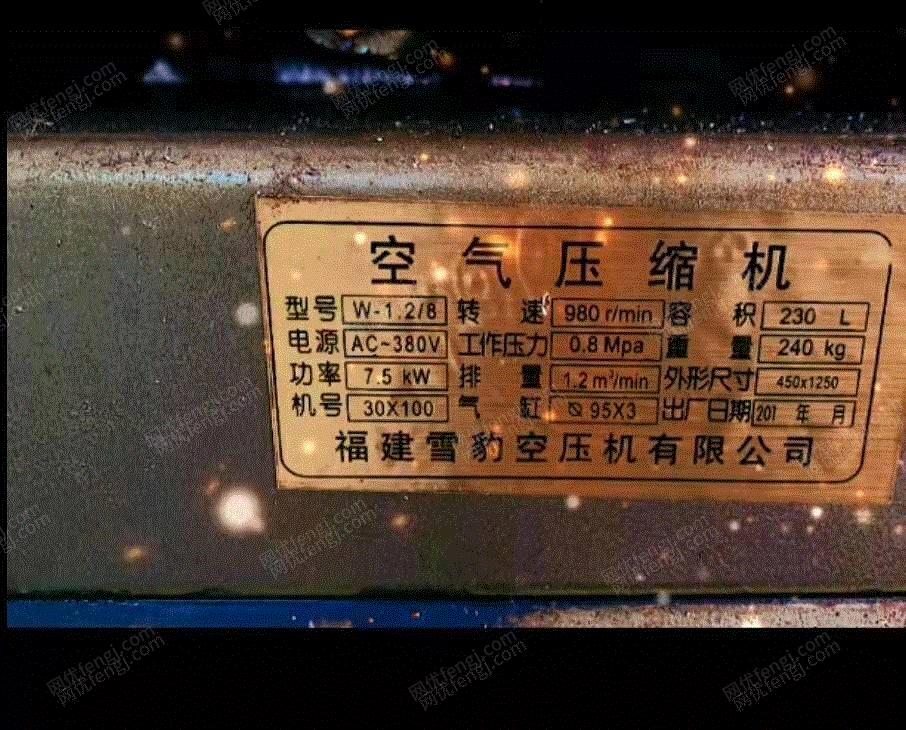 空气压缩机
型号 W-1.2/8 转速 980 r/min 容积 230 L
电源 AC~380V 工作压力 0.8 Mpa 重量 240 kg
功率 7.5 kW 排量 1.2 m³/min 外形尺寸 450x1250
机号 30X100 气缸 ⍉ 95X3 出厂日期 201 年 月
福建雪豹空压机有限公司
网优fengj.com